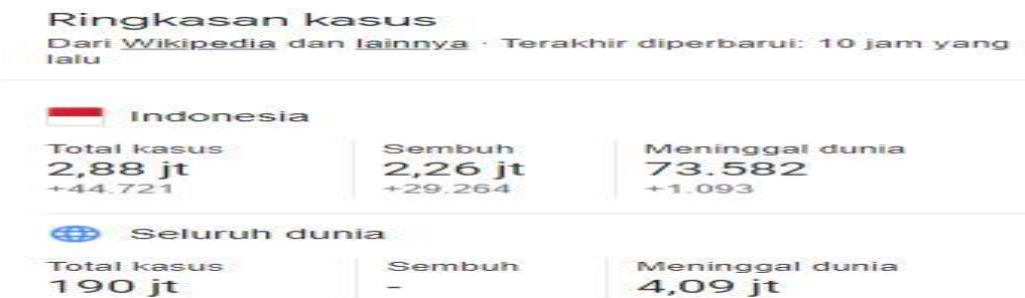 Ringkasan kasus
Dari Wikipedia dan lainnya · Terakhir diperbarui: 10 jam yang
lalu
Indonesia
Total kasus Sembuh Meninggal dunia
2,88 jt 2,26 jt 73.582
+44.721 +29.264 +1.093
Seluruh dunia
Total kasus Sembuh Meninggal dunia
190 jt - 4,09 jt